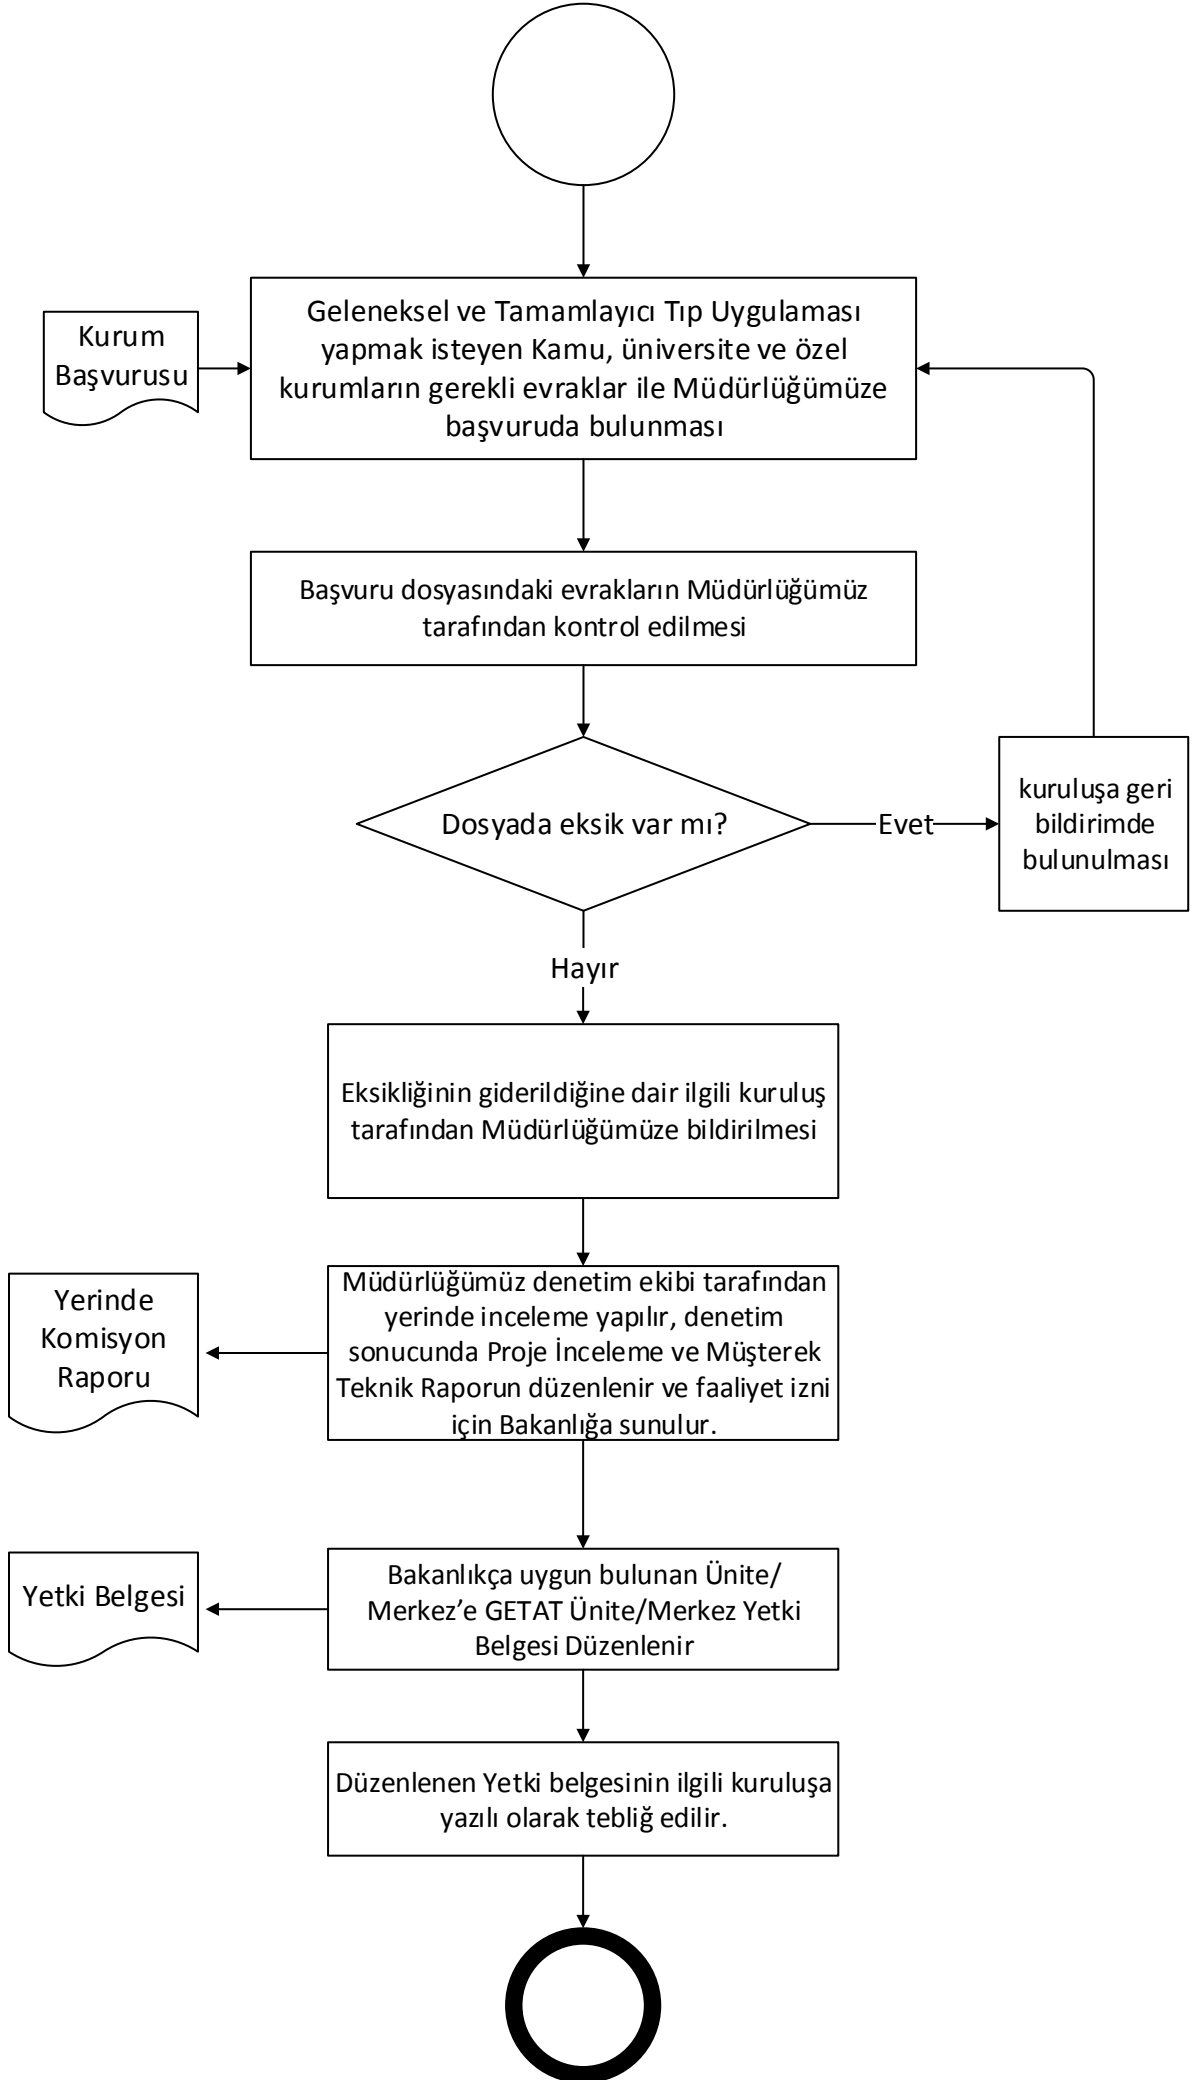 Kurum
Başvurusu
Geleneksel ve Tamamlayıcı Tıp Uygulaması
yapmak isteyen Kamu, üniversite ve özel
kurumların gerekli evraklar ile Müdürlüğümüze
başvuruda bulunması
Başvuru dosyasındaki evrakların Müdürlüğümüz
tarafından kontrol edilmesi
Dosyada eksik var mı?
Evet
kuruluşa geri
bildirimde
bulunulması
Hayır
Eksikliğinin giderildiğine dair ilgili kuruluş
tarafından Müdürlüğümüze bildirilmesi
Müdürlüğümüz denetim ekibi tarafından
yerinde inceleme yapılır, denetim
sonucunda Proje İnceleme ve Müşterek
Teknik Raporun düzenlenir ve faaliyet izni
için Bakanlığa sunulur.
Yerinde
Komisyon
Raporu
Bakanlıkça uygun bulunan Ünite/
Merkez’e GETAT Ünite/Merkez Yetki
Belgesi Düzenlenir
Yetki Belgesi
Düzenlenen Yetki belgesinin ilgili kuruluşa
yazılı olarak tebliğ edilir.